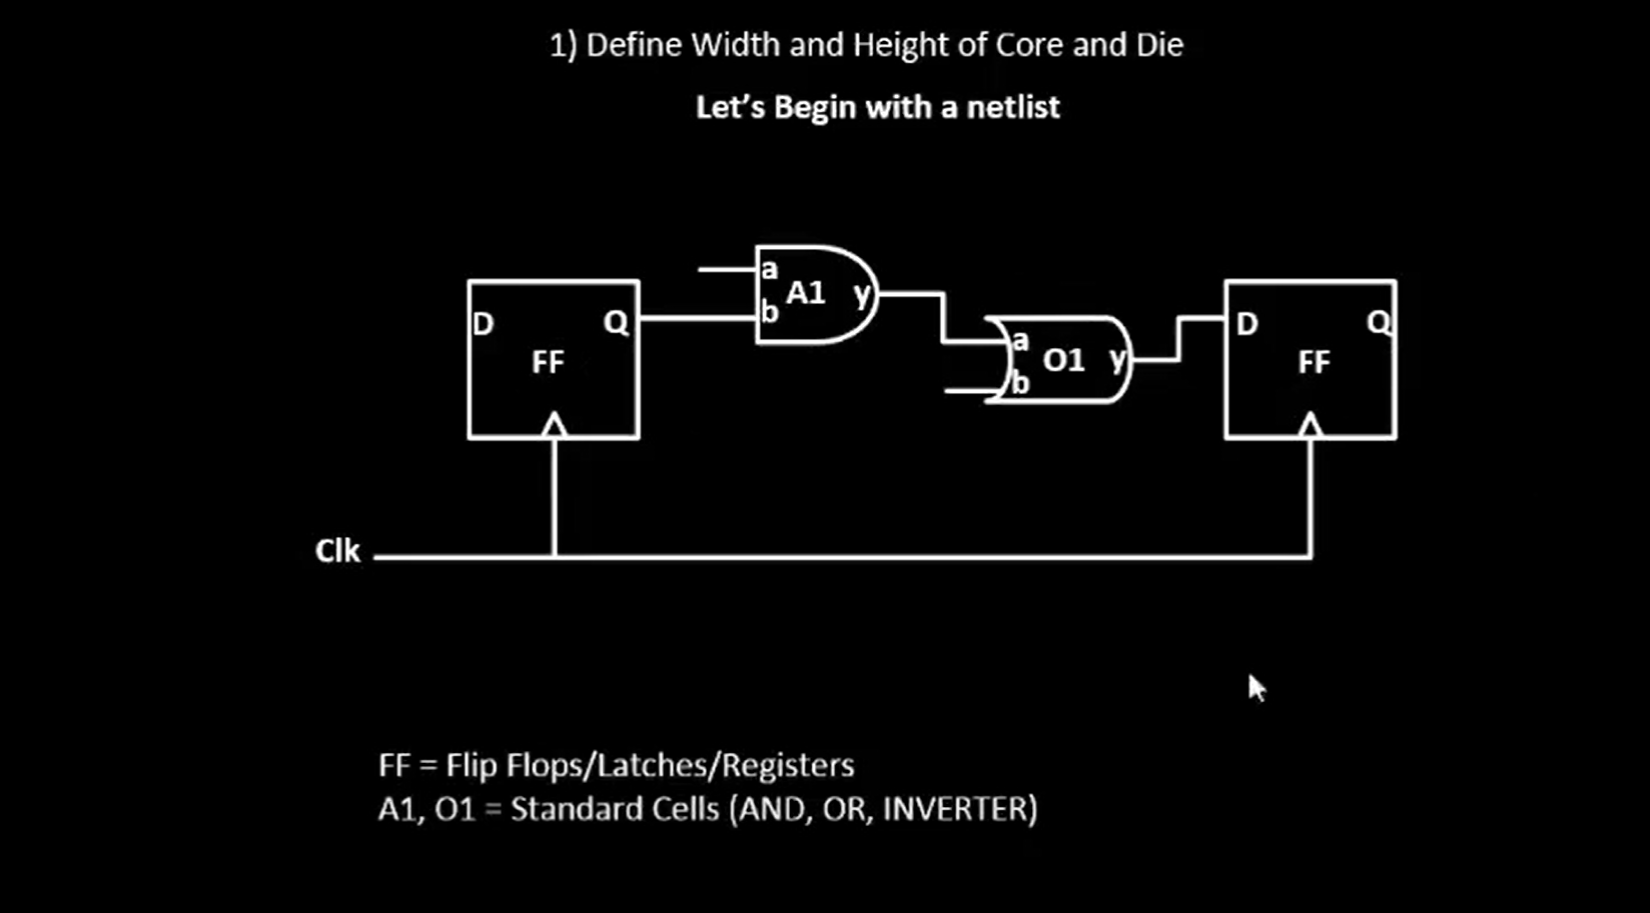 1) Define Width and Height of Core and Die
Let's Begin with a netlist
a
A1 y
b
D Q
FF
a
O1 y
b
D Q
FF
Clk
FF = Flip Flops/Latches/Registers
A1, O1 = Standard Cells (AND, OR, INVERTER)